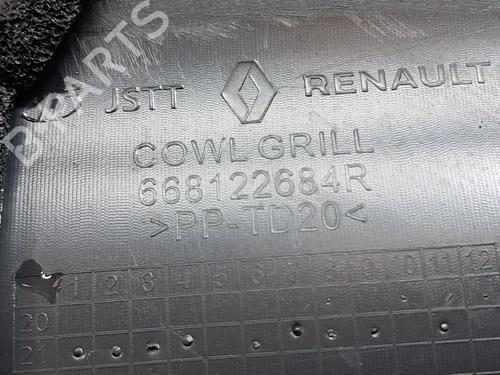 JSTT RENAULT
COWL GRILL
668122684R
>PP-TD20<
1 2 3 4 5 6 7 8 9 10 11 12
20
21
B-PARTS